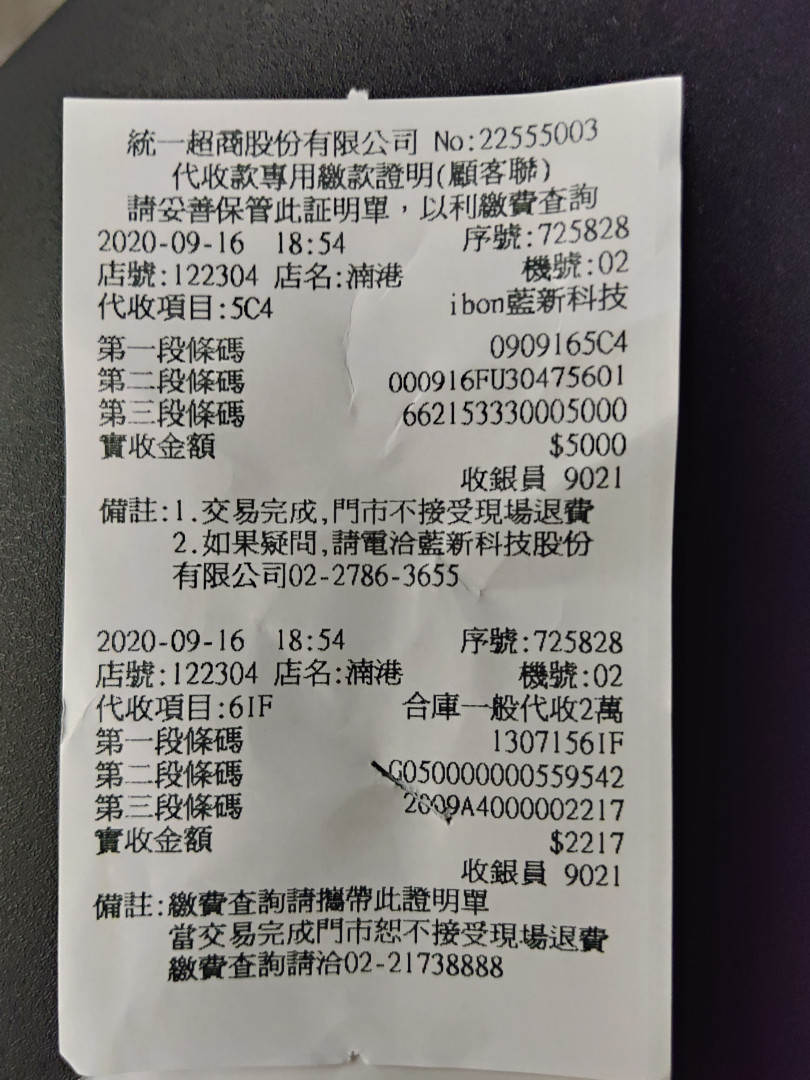 統一超商股份有限公司 No:22555003
代收款專用繳款證明(顧客聯)
請妥善保管此証明單，以利繳費查詢
2020-09-16 18:54 序號:725828
店號:122304 店名:湳港 機號:02
代收項目:5C4 ibon藍新科技
第一段條碼 0909165C4
第二段條碼 000916FU30475601
第三段條碼 662153330005000
實收金額 $5000
收銀員 9021
備註:1.交易完成,門市不接受現場退費
2.如果疑問,請電洽藍新科技股份
有限公司02-2786-3655
2020-09-16 18:54 序號:725828
店號:122304 店名:湳港 機號:02
代收項目:6IF 合庫一般代收2萬
第一段條碼 1307156IF
第二段條碼 G050000000559542
第三段條碼 2009A4000002217
實收金額 $2217
收銀員 9021
備註:繳費查詢請攜帶此證明單
當交易完成門市恕不接受現場退費
繳費查詢請洽02-21738888